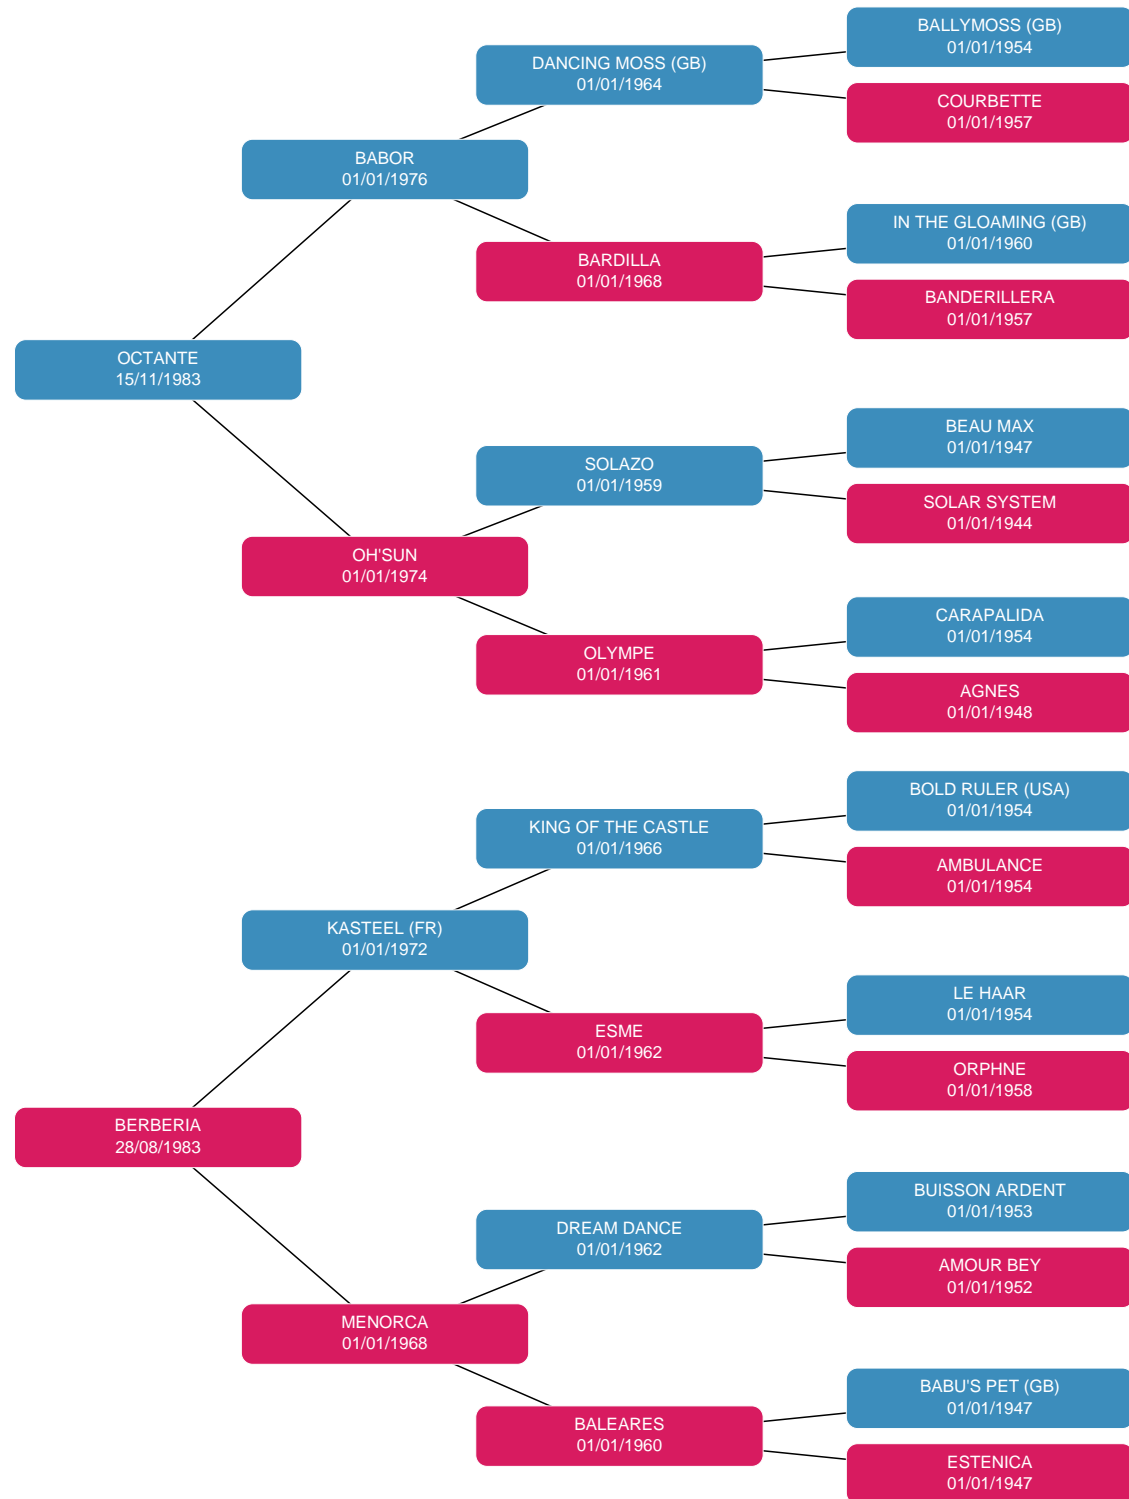 BALLYMOSS (GB)
01/01/1954
DANCING MOSS (GB)
01/01/1964
COURBETTE
01/01/1957
BABOR
01/01/1976
IN THE GLOAMING (GB)
01/01/1960
BARDILLA
01/01/1968
BANDERILLERA
01/01/1957
OCTANTE
15/11/1983
BEAU MAX
01/01/1947
SOLAZO
01/01/1959
SOLAR SYSTEM
01/01/1944
OH'SUN
01/01/1974
CARAPALIDA
01/01/1954
OLYMPE
01/01/1961
AGNES
01/01/1948
BOLD RULER (USA)
01/01/1954
KING OF THE CASTLE
01/01/1966
AMBULANCE
01/01/1954
KASTEEL (FR)
01/01/1972
LE HAAR
01/01/1954
ESME
01/01/1962
ORPHNE
01/01/1958
BERBERIA
28/08/1983
BUISSON ARDENT
01/01/1953
DREAM DANCE
01/01/1962
AMOUR BEY
01/01/1952
MENORCA
01/01/1968
BABU'S PET (GB)
01/01/1947
BALEARES
01/01/1960
ESTENICA
01/01/1947